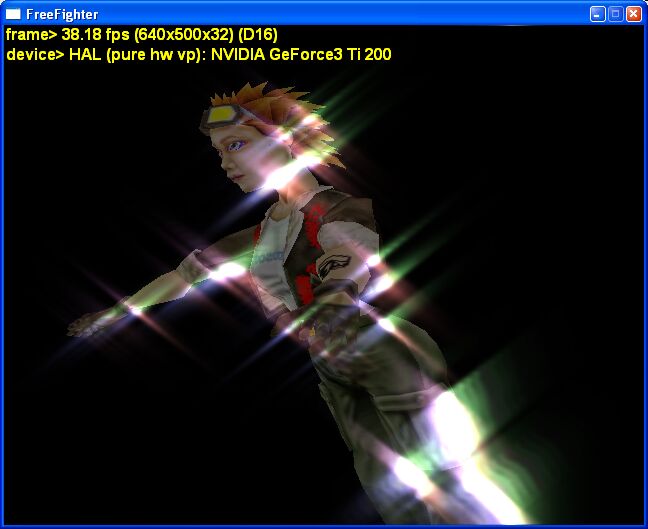 FreeFighter
frame> 38.18 fps (640x500x32) (D16)
device> HAL (pure hw vp): NVIDIA GeForce3 Ti 200